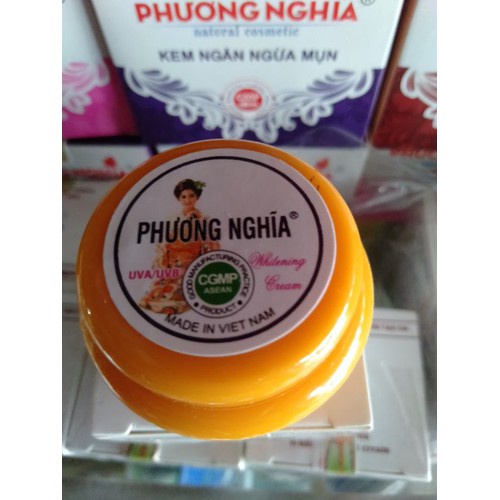 PHƯƠNG NGHĨA®
natural cosmetic
KEM NGĂN NGỪA MỤN
PHƯƠNG NGHĨA®
UVA/UVB
Whitening
Cream
GOOD MANUFACTURING PRACTICE
CGMP
ASEAN
PRODUCT
MADE IN VIET NAM